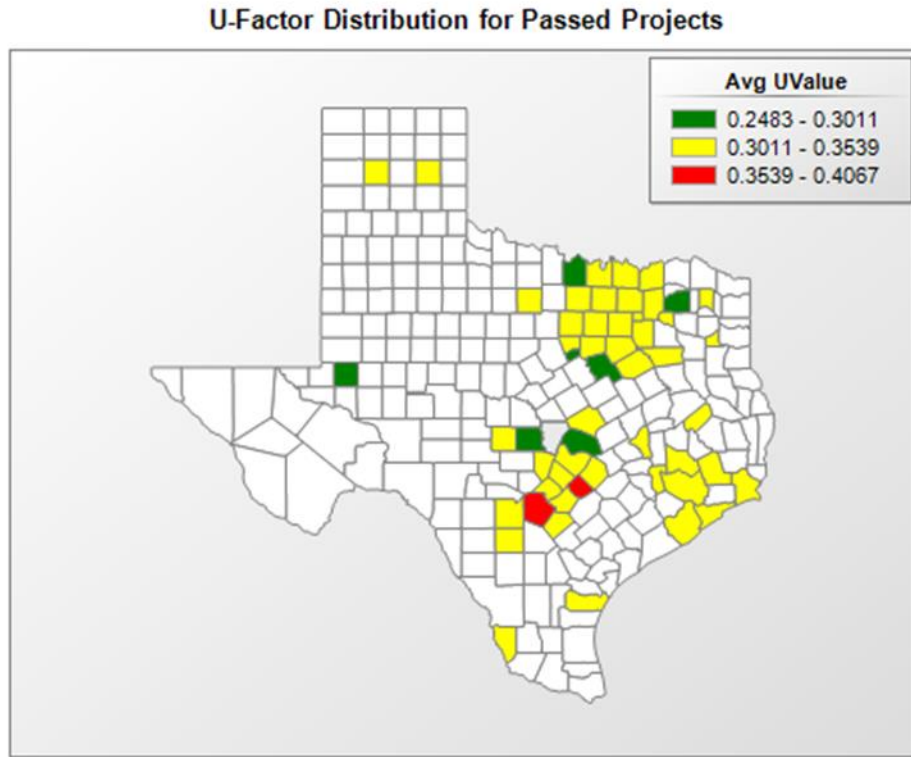 U-Factor Distribution for Passed Projects
Avg UValue
0.2483 - 0.3011
0.3011 - 0.3539
0.3539 - 0.4067